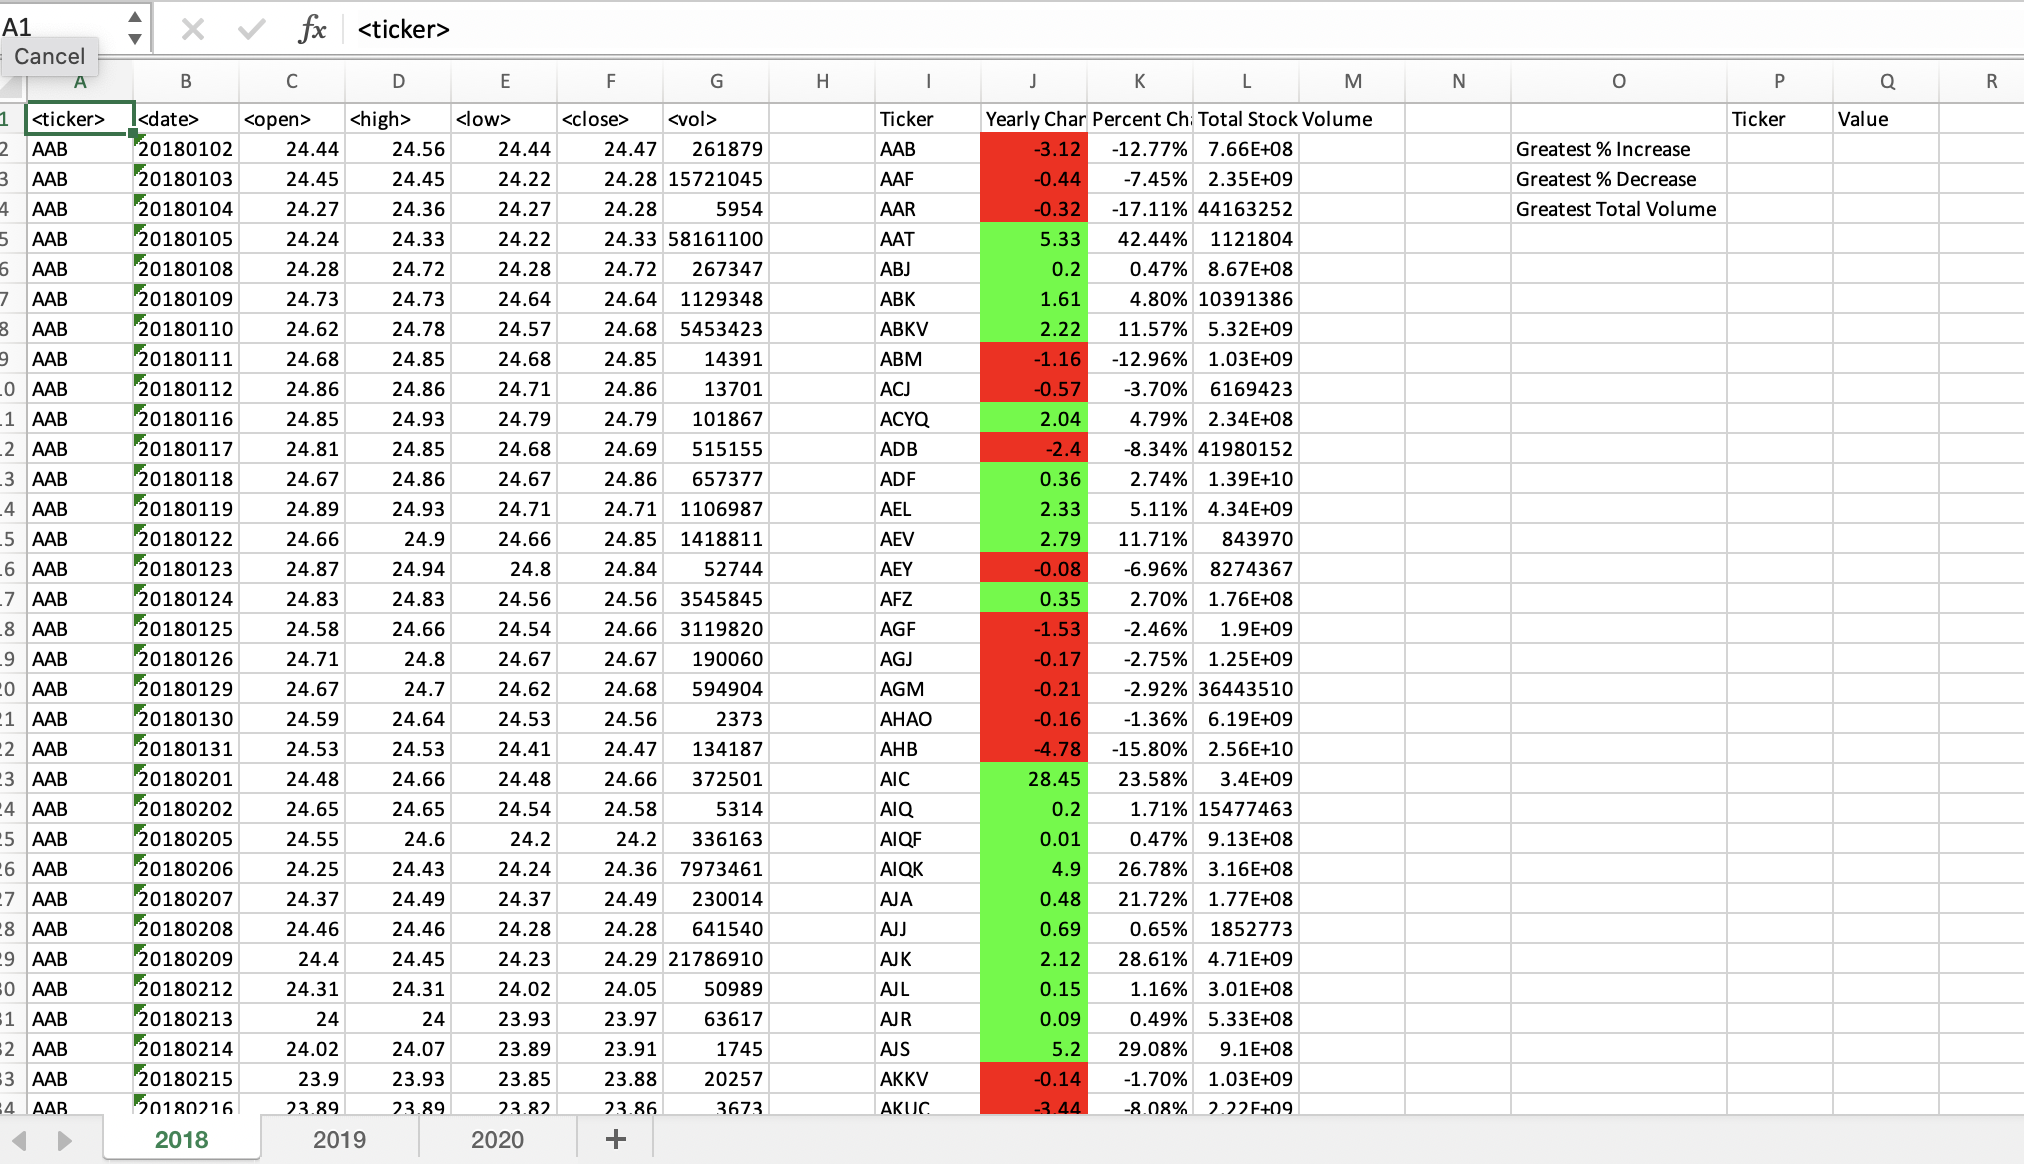 A1 <ticker>
Cancel
A B C D E F G H I J K L M N O P Q R
1 <ticker> <date> <open> <high> <low> <close> <vol> Ticker Yearly Char Percent Ch Total Stock Volume Ticker Value
2 AAB 20180102 24.44 24.56 24.44 24.47 261879 AAB -3.12 -12.77% 7.66E+08 Greatest % Increase
3 AAB 20180103 24.45 24.45 24.22 24.28 15721045 AAF -0.44 -7.45% 2.35E+09 Greatest % Decrease
4 AAB 20180104 24.27 24.36 24.27 24.28 5954 AAR -0.32 -17.11% 44163252 Greatest Total Volume
5 AAB 20180105 24.24 24.33 24.22 24.33 58161100 AAT 5.33 42.44% 1121804
6 AAB 20180108 24.28 24.72 24.28 24.72 267347 ABJ 0.2 0.47% 8.67E+08
7 AAB 20180109 24.73 24.73 24.64 24.64 1129348 ABK 1.61 4.80% 10391386
8 AAB 20180110 24.62 24.78 24.57 24.68 5453423 ABKV 2.22 11.57% 5.32E+09
9 AAB 20180111 24.68 24.85 24.68 24.85 14391 ABM -1.16 -12.96% 1.03E+09
0 AAB 20180112 24.86 24.86 24.71 24.86 13701 ACJ -0.57 -3.70% 6169423
1 AAB 20180116 24.85 24.93 24.79 24.79 101867 ACYQ 2.04 4.79% 2.34E+08
2 AAB 20180117 24.81 24.85 24.68 24.69 515155 ADB -2.4 -8.34% 41980152
3 AAB 20180118 24.67 24.86 24.67 24.86 657377 ADF 0.36 2.74% 1.39E+10
4 AAB 20180119 24.89 24.93 24.71 24.71 1106987 AEL 2.33 5.11% 4.34E+09
5 AAB 20180122 24.66 24.9 24.66 24.85 1418811 AEV 2.79 11.71% 843970
6 AAB 20180123 24.87 24.94 24.8 24.84 52744 AEY -0.08 -6.96% 8274367
7 AAB 20180124 24.83 24.83 24.56 24.56 3545845 AFZ 0.35 2.70% 1.76E+08
8 AAB 20180125 24.58 24.66 24.54 24.66 3119820 AGF -1.53 -2.46% 1.9E+09
9 AAB 20180126 24.71 24.8 24.67 24.67 190060 AGJ -0.17 -2.75% 1.25E+09
0 AAB 20180129 24.67 24.7 24.62 24.68 594904 AGM -0.21 -2.92% 36443510
1 AAB 20180130 24.59 24.64 24.53 24.56 2373 AHAO -0.16 -1.36% 6.19E+09
2 AAB 20180131 24.53 24.53 24.41 24.47 134187 AHB -4.78 -15.80% 2.56E+10
3 AAB 20180201 24.48 24.66 24.48 24.66 372501 AIC 28.45 23.58% 3.4E+09
4 AAB 20180202 24.65 24.65 24.54 24.58 5314 AIQ 0.2 1.71% 15477463
5 AAB 20180205 24.55 24.6 24.2 24.2 336163 AIQF 0.01 0.47% 9.13E+08
6 AAB 20180206 24.25 24.43 24.24 24.36 7973461 AIQK 4.9 26.78% 3.16E+08
7 AAB 20180207 24.37 24.49 24.37 24.49 230014 AJA 0.48 21.72% 1.77E+08
8 AAB 20180208 24.46 24.46 24.28 24.28 641540 AJJ 0.69 0.65% 1852773
9 AAB 20180209 24.4 24.45 24.23 24.29 21786910 AJK 2.12 28.61% 4.71E+09
0 AAB 20180212 24.31 24.31 24.02 24.05 50989 AJL 0.15 1.16% 3.01E+08
1 AAB 20180213 24 24 23.93 23.97 63617 AJR 0.09 0.49% 5.33E+08
2 AAB 20180214 24.02 24.07 23.89 23.91 1745 AJS 5.2 29.08% 9.1E+08
3 AAB 20180215 23.9 23.93 23.85 23.88 20257 AKKV -0.14 -1.70% 1.03E+09
4 AAB 20180216 23.89 23.89 23.82 23.86 3673 AKUC -3.44 -8.08% 2.22E+09
2018 2019 2020